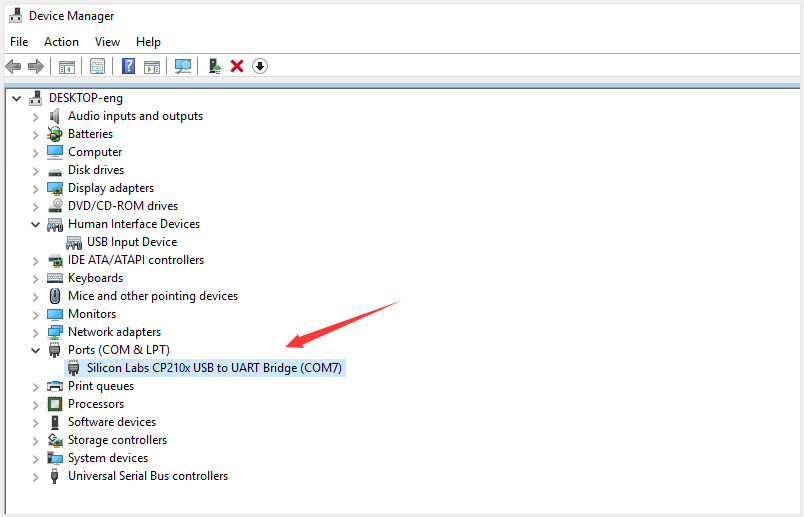 Device Manager
File Action View Help
DESKTOP-eng
Audio inputs and outputs
Batteries
Computer
Disk drives
Display adapters
DVD/CD-ROM drives
Human Interface Devices
USB Input Device
IDE ATA/ATAPI controllers
Keyboards
Mice and other pointing devices
Monitors
Network adapters
Ports (COM & LPT)
Silicon Labs CP210x USB to UART Bridge (COM7)
Print queues
Processors
Software devices
Storage controllers
System devices
Universal Serial Bus controllers